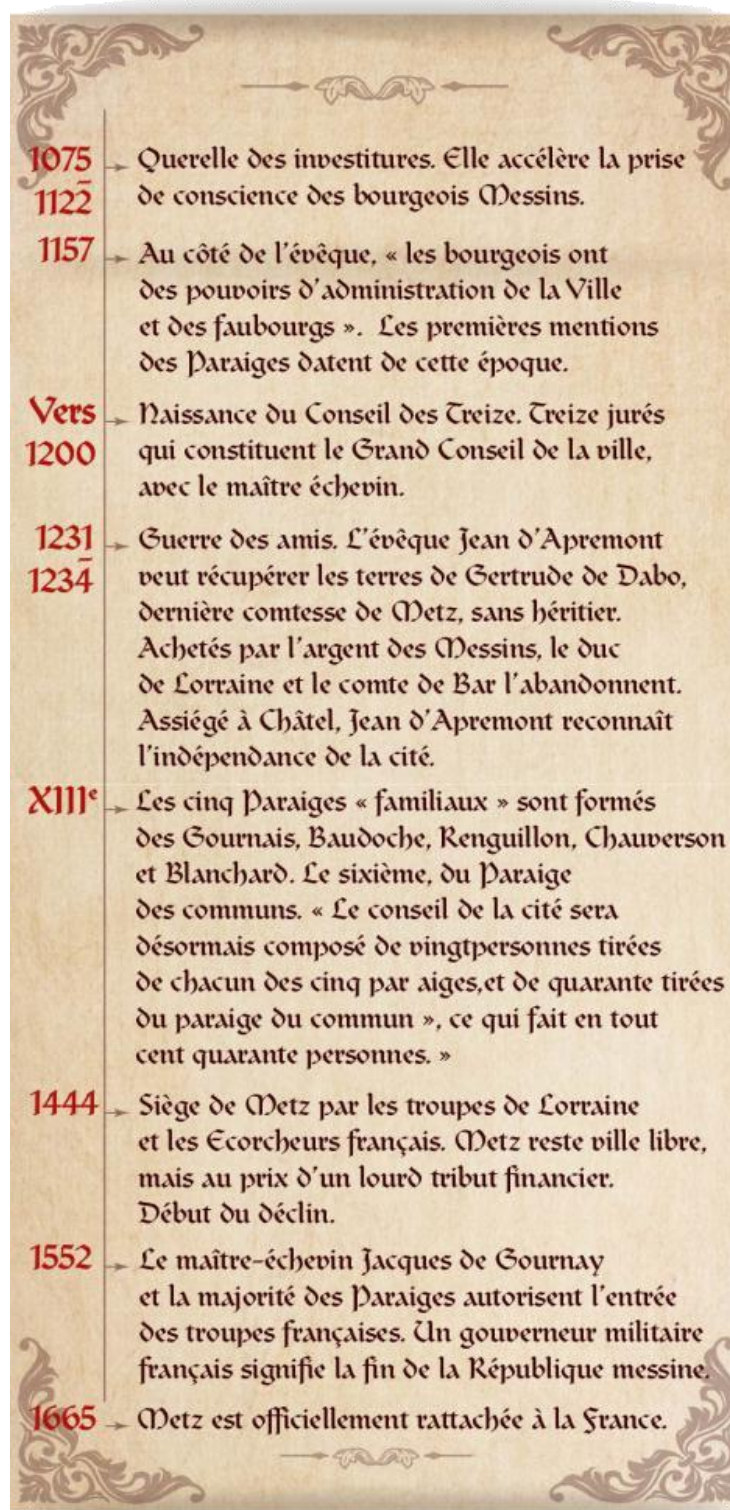 1075
-
1122
Querelle des investitures. Elle accélère la prise
de conscience des bourgeois Messins.
1157
Au côté de l'évêque, « les bourgeois ont
des pouvoirs d'administration de la Ville
et des faubourgs ». Les premières mentions
des Paraiges datent de cette époque.
Vers
1200
Naissance du Conseil des Treize. Treize jurés
qui constituent le Grand Conseil de la ville,
avec le maître échevin.
1231
-
1234
Guerre des amis. L'évêque Jean d'Apremont
veut récupérer les terres de Gertrude de Dabo,
dernière comtesse de Metz, sans héritier.
Achetés par l'argent des Messins, le duc
de Lorraine et le comte de Bar l'abandonnent.
Assiégé à Châtel, Jean d'Apremont reconnaît
l'indépendance de la cité.
XIIIe
Les cinq Paraiges « familiaux » sont formés
des Gournais, Baudoche, Renguillon, Chauverson
et Blanchard. Le sixième, du Paraige
des communs. « Le conseil de la cité sera
désormais composé de vingtpersonnes tirées
de chacun des cinq par aiges,et de quarante tirées
du paraige du commun », ce qui fait en tout
cent quarante personnes. »
1444
Siège de Metz par les troupes de Lorraine
et les Ecorcheurs français. Metz reste ville libre,
mais au prix d'un lourd tribut financier.
Début du déclin.
1552
Le maître-échevin Jacques de Gournay
et la majorité des Paraiges autorisent l'entrée
des troupes françaises. Un gouverneur militaire
français signifie la fin de la République messine.
1665
Metz est officiellement rattachée à la France.